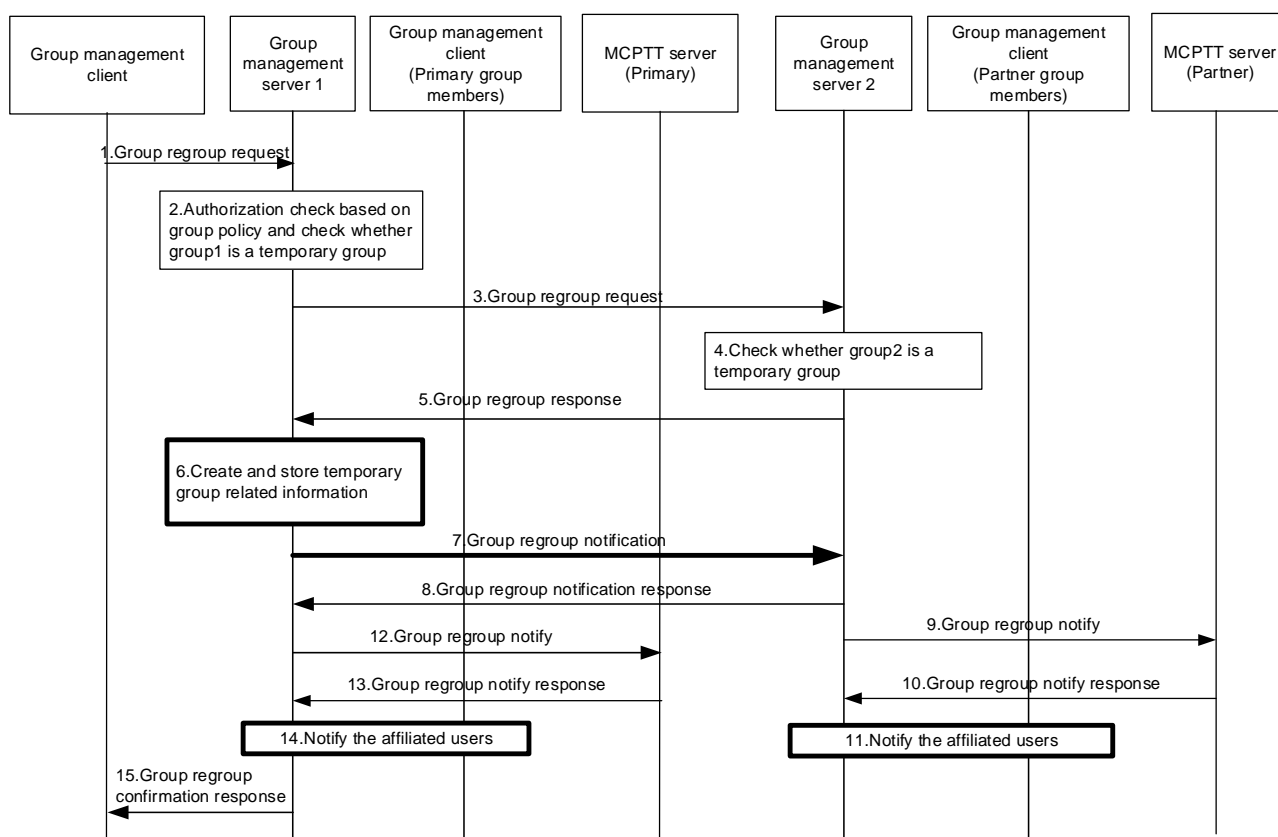 Group management
client
Group
management
server 1
Group management
client
(Primary group
members)
MCPTT server
(Primary)
Group
management
server 2
Group management
client
(Partner group
members)
MCPTT server
(Partner)
1.Group regroup request
2.Authorization check based on
group policy and check whether
group1 is a temporary group
3.Group regroup request
4.Check whether group2 is a
temporary group
5.Group regroup response
6.Create and store temporary
group related information
7.Group regroup notification
8.Group regroup notification response
9.Group regroup notify
12.Group regroup notify
10.Group regroup notify response
13.Group regroup notify response
14.Notify the affiliated users
11.Notify the affiliated users
15.Group regroup
confirmation response